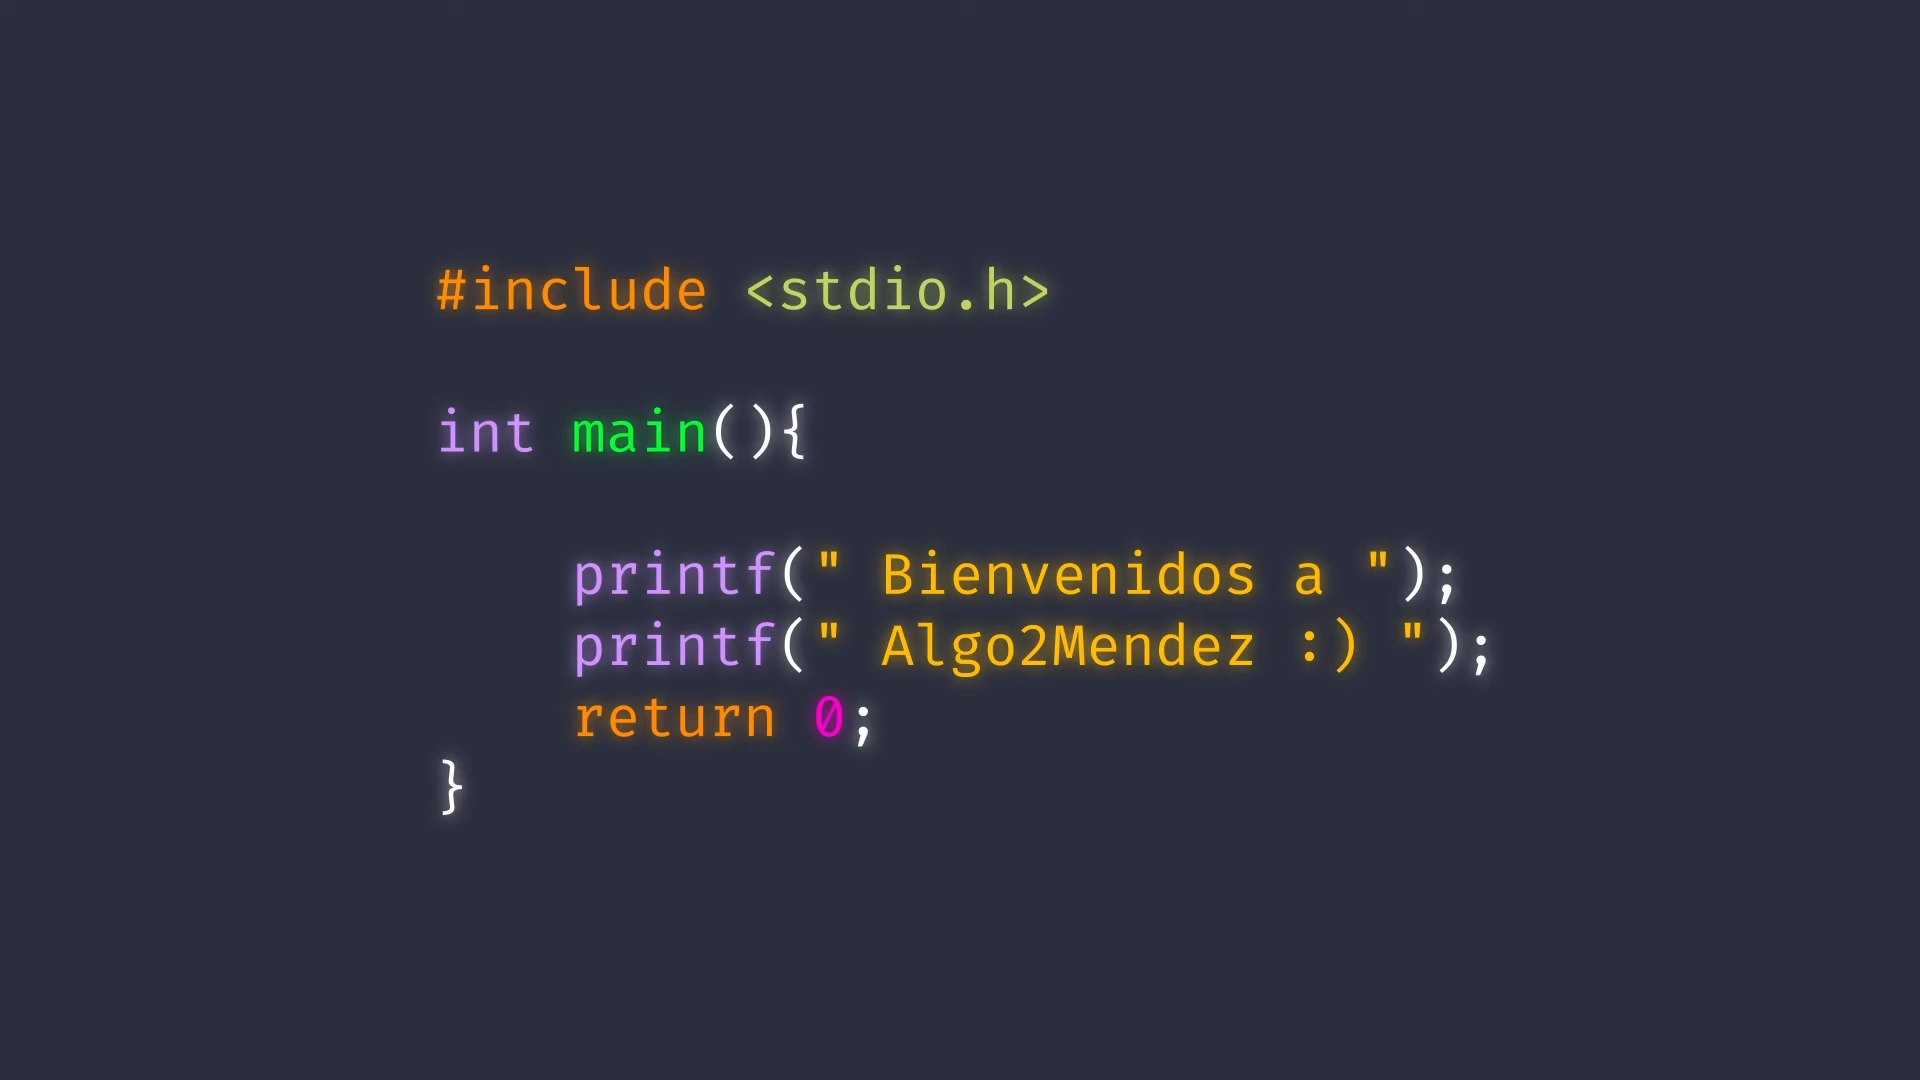 #include <stdio.h>
int main(){
printf(" Bienvenidos a ");
printf(" Algo2Mendez :) ");
return 0;
}